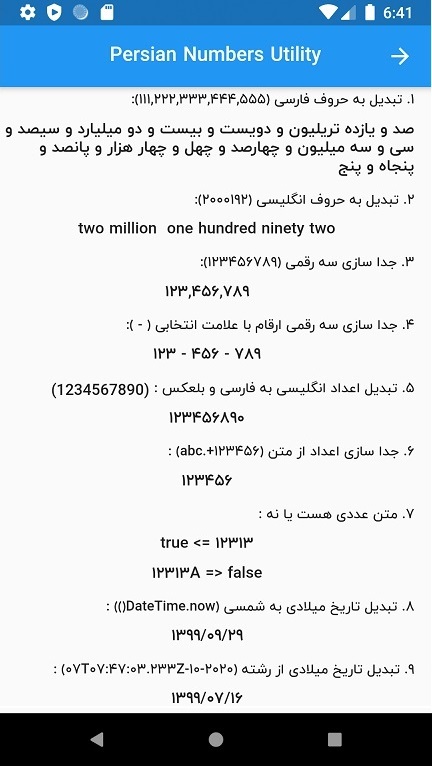 6:41
Persian Numbers Utility
۱. تبدیل به حروف فارسی (۱۱۱,۲۲۲,۳۳۳,۴۴۴,۵۵۵):
صد و یازده تریلیون و دویست و بیست و دو میلیارد و سیصد و
سی و سه میلیون و چهارصد و چهل و چهار هزار و پانصد و
پنجاه و پنج
۲. تبدیل به حروف انگلیسی (۲۰۰۰۱۹۲):
two million  one hundred ninety two
۳. جدا سازی سه رقمی (۱۲۳۴۵۶۷۸۹):
۱۲۳,۴۵۶,۷۸۹
۴. جدا سازی سه رقمی ارقام با علامت انتخابی ( - ):
۱۲۳ - ۴۵۶ - ۷۸۹
۵. تبدیل اعداد انگلیسی به فارسی و بلعکس : (1234567890)
۱۲۳۴۵۶۸۹۰
۶. جدا سازی اعداد از متن (abc.+۱۲۳۴۵۶) :
۱۲۳۴۵۶
۷. متن عددی هست یا نه :
true <= ۱۲۳۱۳
۱۲۳۱۳A => false
۸. تبدیل تاریخ میلادی به شمسی (DateTime.now()) :
۱۳۹۹/۰۹/۲۹
۹. تبدیل تاریخ میلادی از رشته (۲۰۲۰-۱۰-۰۷T۰۷:۴۷:۰۳.۲۳۳Z) :
۱۳۹۹/۰۷/۱۶